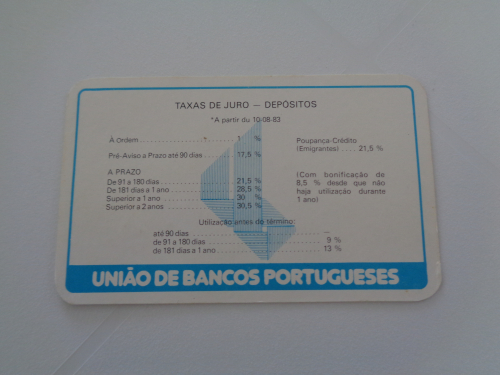 TAXAS DE JURO — DEPÓSITOS
*A partir du 10-08-83
À Ordem . . . . . . . . . . . . * . . . . . . 1 %
Pré-Aviso a Prazo até 90 dias . . . . . . 17,5 %
A PRAZO
De 91 a 180 dias . . . . . . . . . . . . . . . 21,5 %
De 181 dias a 1 ano . . . . . . . . . . . . . 28,5 %
Superior a 1 ano . . . . . . . . . . . . . . . 30 %
Superior a 2 anos . . . . . . . . . . . . . . 30,5 %
Poupança-Crédito
(Emigrantes) . . . . 21,5 %
(Com bonificação de
8,5 % desde que não
haja utilização durante
1 ano)
Utilização antes do término:
até 90 dias . . . . . . . . . . . . . . . . . . . . . . . —
de 91 a 180 dias . . . . . . . . . . . . . . . . . . 9 %
de 181 dias a 1 ano . . . . . . . . . . . . . . . . 13 %
UNIÃO DE BANCOS PORTUGUESES